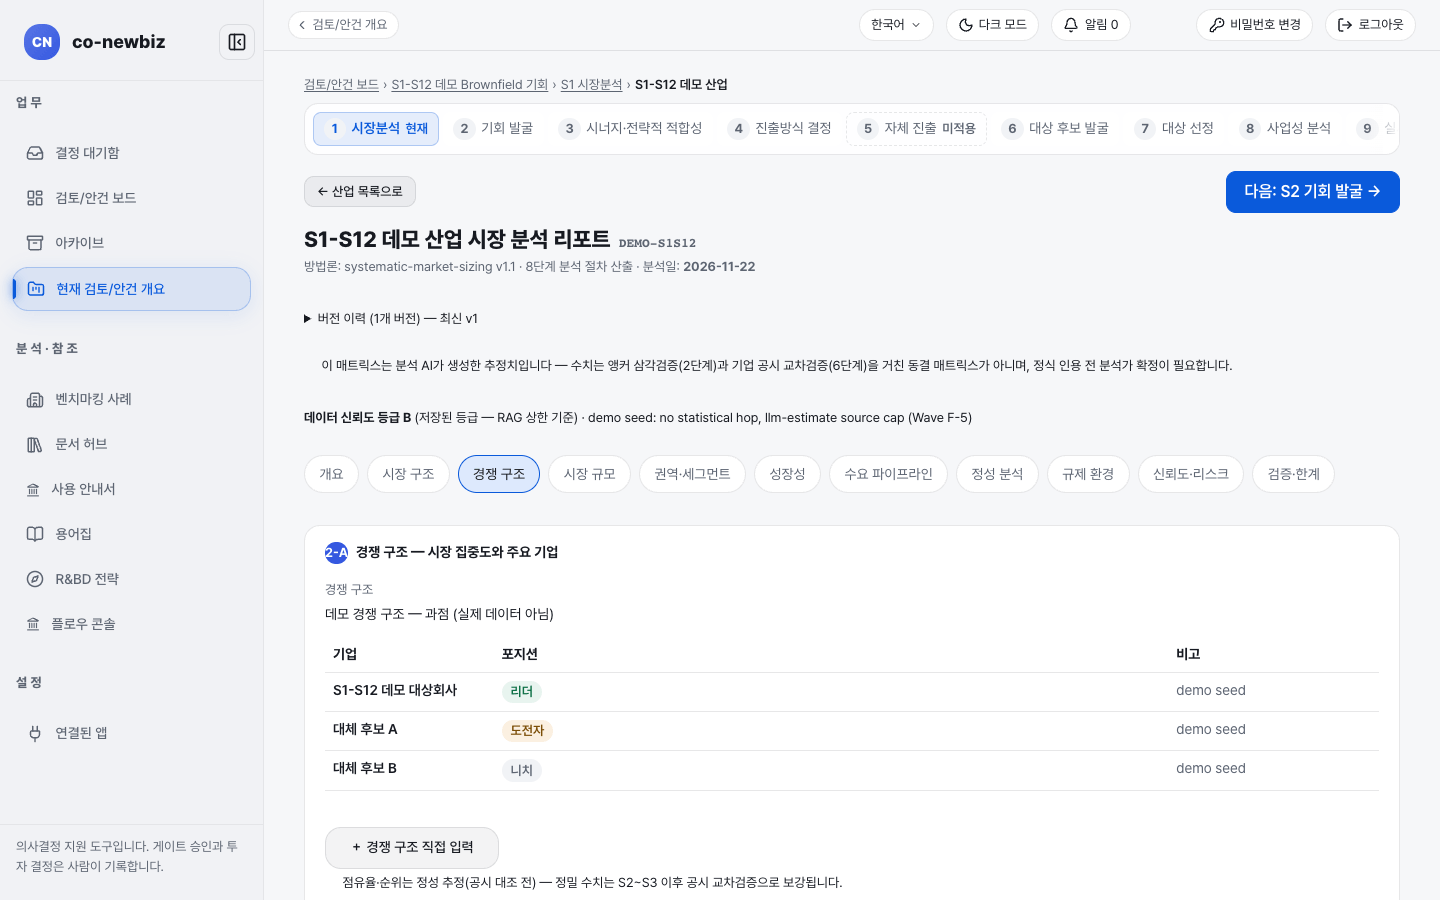 CN co-newbiz
업무
결정 대기함
검토/안건 보드
아카이브
현재 검토/안건 개요
분석·참조
벤치마킹 사례
문서 허브
사용 안내서
용어집
R&BD 전략
플로우 콘솔
설정
연결된 앱
의사결정 지원 도구입니다. 게이트 승인과 투
자 결정은 사람이 기록합니다.
검토/안건 개요
한국어
다크 모드
알림 0
비밀번호 변경
로그아웃
검토/안건 보드 › S1-S12 데모 Brownfield 기회 › S1 시장분석 › S1-S12 데모 산업
1 시장분석 현재
2 기회 발굴
3 시너지·전략적 적합성
4 진출방식 결정
5 자체 진출 미적용
6 대상 후보 발굴
7 대상 선정
8 사업성 분석
9
← 산업 목록으로
다음: S2 기회 발굴 →
S1-S12 데모 산업 시장 분석 리포트 DEMO-S1S12
방법론: systematic-market-sizing v1.1 · 8단계 분석 절차 산출 · 분석일: 2026-11-22
▶ 버전 이력 (1개 버전) — 최신 v1
이 매트릭스는 분석 AI가 생성한 추정치입니다 — 수치는 앵커 삼각검증(2단계)과 기업 공시 교차검증(6단계)을 거친 동결 매트릭스가 아니며, 정식 인용 전 분석가 확정이 필요합니다.
데이터 신뢰도 등급 B (저장된 등급 — RAG 상한 기준) · demo seed: no statistical hop, llm-estimate source cap (Wave F-5)
개요
시장 구조
경쟁 구조
시장 규모
권역·세그먼트
성장성
수요 파이프라인
정성 분석
규제 환경
신뢰도·리스크
검증·한계
2-A 경쟁 구조 — 시장 집중도와 주요 기업
경쟁 구조
데모 경쟁 구조 — 과점 (실제 데이터 아님)
기업 포지션 비고
S1-S12 데모 대상회사 리더 demo seed
대체 후보 A 도전자 demo seed
대체 후보 B 니치 demo seed
+ 경쟁 구조 직접 입력
점유율·순위는 정성 추정(공시 대조 전) — 정밀 수치는 S2~S3 이후 공시 교차검증으로 보강됩니다.